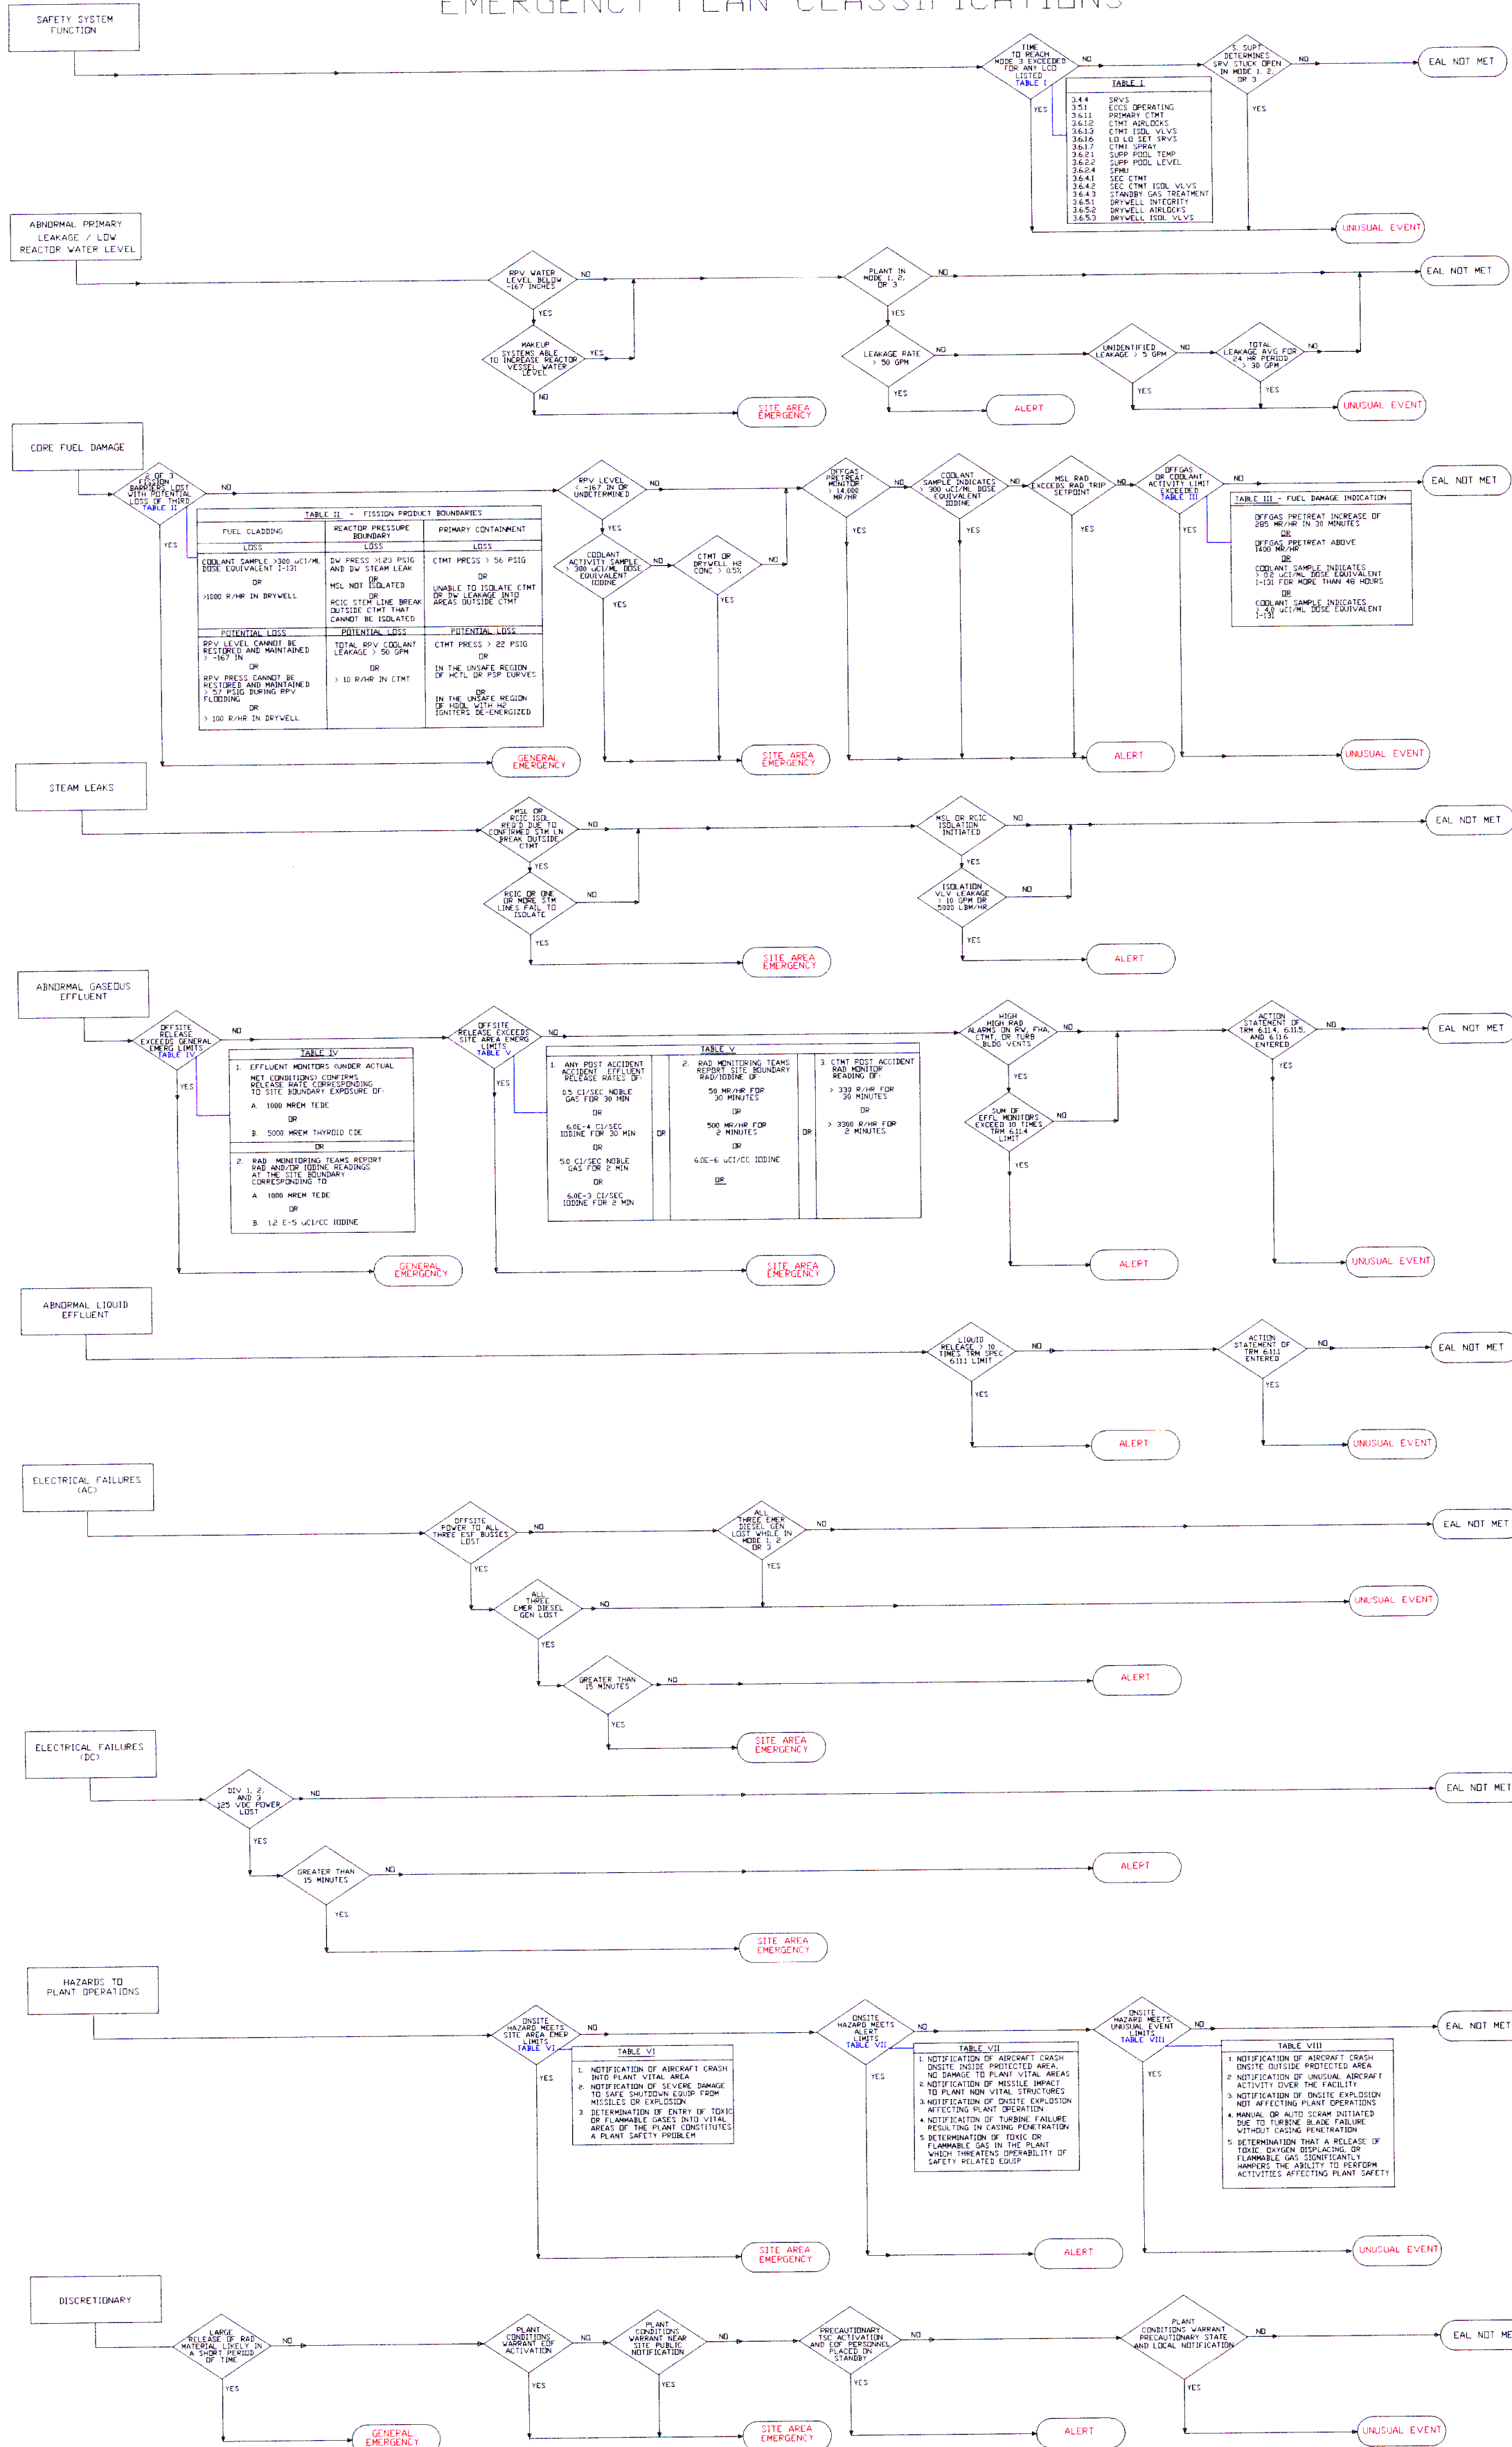 EMERGENCY PLAN CLASSIFICATIONS
SAFETY SYSTEM
FUNCTION
TIME
TO REACH
MODE 3 EXCEEDED
FOR ANY LCO
LISTED
TABLE I
NO
YES
S. SUPT
DETERMINES
SRV STUCK OPEN
IN MODE 1, 2,
OR 3
NO
YES
EAL NOT MET
TABLE I
3.4.4 SRVS
3.5.1 ECCS OPERATING
3.6.1.1 PRIMARY CTMT
3.6.1.2 CTMT AIRLOCKS
3.6.1.3 CTMT ISOL VLVS
3.6.1.6 LO LO SET SRVS
3.6.1.7 CTMT SPRAY
3.6.2.1 SUPP POOL TEMP
3.6.2.2 SUPP POOL LEVEL
3.6.2.4 SPMU
3.6.4.1 SEC CTMT
3.6.4.2 SEC CTMT ISOL VLVS
3.6.4.3 STANDBY GAS TREATMENT
3.6.5.1 DRYWELL INTEGRITY
3.6.5.2 DRYWELL AIRLOCKS
3.6.5.3 DRYWELL ISOL VLVS
UNUSUAL EVENT
ABNORMAL PRIMARY
LEAKAGE / LOW
REACTOR WATER LEVEL
RPV WATER
LEVEL BELOW
-167 INCHES
NO
YES
MAKEUP
SYSTEMS ABLE
TO INCREASE REACTOR
VESSEL WATER
LEVEL
YES
NO
SITE AREA
EMERGENCY
PLANT IN
MODE 1, 2,
OR 3
NO
YES
LEAKAGE RATE
> 50 GPM
NO
YES
ALERT
UNIDENTIFIED
LEAKAGE > 5 GPM
NO
YES
TOTAL
LEAKAGE AVG FOR
24 HR PERIOD
> 30 GPM
NO
YES
EAL NOT MET
UNUSUAL EVENT
CORE FUEL DAMAGE
2 OF 3
FISSION
BARRIERS LOST
WITH POTENTIAL
LOSS OF THIRD
TABLE II
NO
YES
TABLE II - FISSION PRODUCT BOUNDARIES
FUEL CLADDING
REACTOR PRESSURE
BOUNDARY
PRIMARY CONTAINMENT
LOSS
LOSS
LOSS
COOLANT SAMPLE >300 uCI/ML
DOSE EQUIVALENT I-131
OR
>1000 R/HR IN DRYWELL
DW PRESS >1.23 PSIG
AND DW STEAM LEAK
OR
MSL NOT ISOLATED
OR
RCIC STEM LINE BREAK
OUTSIDE CTMT THAT
CANNOT BE ISOLATED
CTMT PRESS > 56 PSIG
OR
UNABLE TO ISOLATE CTMT
OR DW LEAKAGE INTO
AREAS OUTSIDE CTMT
POTENTIAL LOSS
POTENTIAL LOSS
POTENTIAL LOSS
RPV LEVEL CANNOT BE
RESTORED AND MAINTAINED
> -167 IN
OR
RPV PRESS CANNOT BE
RESTORED AND MAINTAINED
> 57 PSIG DURING RPV
FLOODING
OR
> 100 R/HR IN DRYWELL
TOTAL RPV COOLANT
LEAKAGE > 50 GPM
OR
> 10 R/HR IN CTMT
CTMT PRESS > 22 PSIG
OR
IN THE UNSAFE REGION
OF HCTL OR PSP CURVES
OR
IN THE UNSAFE REGION
OF HDOL WITH H2
IGNITERS DE-ENERGIZED
GENERAL
EMERGENCY
RPV LEVEL
< -167 IN OR
UNDETERMINED
NO
YES
COOLANT
ACTIVITY SAMPLE
> 300 uCI/ML DOSE
EQUIVALENT
IODINE
NO
YES
CTMT OR
DRYWELL H2
CONC > 0.5%
NO
YES
SITE AREA
EMERGENCY
OFFGAS
PRETREAT
MONITOR
> 14,000
MR/HR
NO
YES
COOLANT
SAMPLE INDICATES
> 300 uCI/ML DOSE
EQUIVALENT
IODINE
NO
YES
MSL RAD
EXCEEDS RAD TRIP
SETPOINT
NO
YES
ALERT
OFFGAS
OR COOLANT
ACTIVITY LIMIT
EXCEEDED
TABLE III
NO
YES
EAL NOT MET
TABLE III - FUEL DAMAGE INDICATION
OFFGAS PRETREAT INCREASE OF
285 MR/HR IN 30 MINUTES
OR
OFFGAS PRETREAT ABOVE
1400 MR/HR
OR
COOLANT SAMPLE INDICATES
> 0.2 uCI/ML DOSE EQUIVALENT
I-131 FOR MORE THAN 48 HOURS
OR
COOLANT SAMPLE INDICATES
> 4.0 uCI/ML DOSE EQUIVALENT
I-131
UNUSUAL EVENT
STEAM LEAKS
MSL OR
RCIC ISOL
REQ'D DUE TO
CONFIRMED STM LN
BREAK OUTSIDE
CTMT
NO
YES
RCIC OR ONE
OR MORE STM
LINES FAIL TO
ISOLATE
NO
YES
SITE AREA
EMERGENCY
MSL OR RCIC
ISOLATION
INITIATED
NO
YES
ISOLATION
VLV LEAKAGE
> 10 GPM OR
5000 LBM/HR
NO
YES
ALERT
EAL NOT MET
ABNORMAL GASEOUS
EFFLUENT
OFFSITE
RELEASE
EXCEEDS GENERAL
EMERG LIMITS
TABLE IV
NO
YES
TABLE IV
1. EFFLUENT MONITORS (UNDER ACTUAL
MET CONDITIONS) CONFIRMS
RELEASE RATE CORRESPONDING
TO SITE BOUNDARY EXPOSURE OF:
A. 1000 MREM TEDE
OR
B. 5000 MREM THYROID CDE
OR
2. RAD MONITORING TEAMS REPORT
RAD AND/OR IODINE READINGS
AT THE SITE BOUNDARY
CORRESPONDING TO
A. 1000 MREM TEDE
OR
B. 1.2 E-5 uCI/CC IODINE
GENERAL
EMERGENCY
OFFSITE
RELEASE EXCEEDS
SITE AREA EMERG
LIMITS
TABLE V
NO
YES
TABLE V
1. ANY POST ACCIDENT
ACCIDENT EFFLUENT
RELEASE RATES OF:
0.5 CI/SEC NOBLE
GAS FOR 30 MIN
OR
6.0E-4 CI/SEC
IODINE FOR 30 MIN
OR
5.0 CI/SEC NOBLE
GAS FOR 2 MIN
OR
6.0E-3 CI/SEC
IODINE FOR 2 MIN
OR
2. RAD MONITORING TEAMS
REPORT SITE BOUNDARY
RAD/IODINE OF:
50 MR/HR FOR
30 MINUTES
OR
500 MR/HR FOR
2 MINUTES
OR
6.0E-6 uCI/CC IODINE
OR
OR
3. CTMT POST ACCIDENT
RAD MONITOR
READING OF:
> 330 R/HR FOR
30 MINUTES
OR
> 3300 R/HR FOR
2 MINUTES
SITE AREA
EMERGENCY
HIGH
HIGH RAD
ALARMS ON RW, FHA,
CTMT, OR TURB
BLDG VENTS
NO
YES
SUM OF
EFFL MONITORS
EXCEED 10 TIMES
TRM 6.11.4
LIMIT
NO
YES
ALERT
ACTION
STATEMENT OF
TRM 6.11.4, 6.11.5,
AND 6.11.6
ENTERED
NO
YES
EAL NOT MET
UNUSUAL EVENT
ABNORMAL LIQUID
EFFLUENT
LIQUID
RELEASE > 10
TIMES TRM SPEC
6.11.1 LIMIT
NO
YES
ALERT
ACTION
STATEMENT OF
TRM 6.11.1
ENTERED
NO
YES
EAL NOT MET
UNUSUAL EVENT
ELECTRICAL FAILURES
(AC)
OFFSITE
POWER TO ALL
THREE ESF BUSSES
LOST
NO
YES
ALL
THREE EMER
DIESEL GEN
LOST WHILE IN
MODE 1, 2
OR 3
NO
YES
EAL NOT MET
ALL
THREE
EMER DIESEL
GEN LOST
NO
YES
UNUSUAL EVENT
GREATER THAN
15 MINUTES
NO
YES
ALERT
SITE AREA
EMERGENCY
ELECTRICAL FAILURES
(DC)
DIV 1, 2,
AND 3
125 VDC POWER
LOST
NO
YES
EAL NOT MET
GREATER THAN
15 MINUTES
NO
YES
ALERT
SITE AREA
EMERGENCY
HAZARDS TO
PLANT OPERATIONS
ONSITE
HAZARD MEETS
SITE AREA EMER
LIMITS
TABLE VI
NO
YES
TABLE VI
1. NOTIFICATION OF AIRCRAFT CRASH
INTO PLANT VITAL AREA
2. NOTIFICATION OF SEVERE DAMAGE
TO SAFE SHUTDOWN EQUIP FROM
MISSILES OR EXPLOSION
3 DETERMINATION OF ENTRY OF TOXIC
OR FLAMMABLE GASES INTO VITAL
AREAS OF THE PLANT CONSTITUTES
A PLANT SAFETY PROBLEM
SITE AREA
EMERGENCY
ONSITE
HAZARD MEETS
ALERT
LIMITS
TABLE VII
NO
YES
TABLE VII
1. NOTIFICATION OF AIRCRAFT CRASH
ONSITE INSIDE PROTECTED AREA,
NO DAMAGE TO PLANT VITAL AREAS
2. NOTIFICATION OF MISSILE IMPACT
TO PLANT NON VITAL STRUCTURES
3. NOTIFICATION OF ONSITE EXPLOSION
AFFECTING PLANT OPERATION
4. NOTIFICAITON OF TURBINE FAILURE
RESULTING IN CASING PENETRATION
5. DETERMINATION OF TOXIC OR
FLAMMABLE GAS IN THE PLANT
WHICH THREATENS OPERABILITY OF
SAFETY RELATED EQUIP
ALERT
ONSITE
HAZARD MEETS
UNUSUAL EVENT
LIMITS
TABLE VIII
NO
YES
EAL NOT MET
TABLE VIII
1 NOTIFICATION OF AIRCRAFT CRASH
ONSITE OUTSIDE PROTECTED AREA
2 NOTIFICATION OF UNUSUAL AIRCRAFT
ACTIVITY OVER THE FACILITY
3. NOTIFICATION OF ONSITE EXPLOSION
NOT AFFECTING PLANT OPERATIONS
4. MANUAL OR AUTO SCRAM INITIATED
DUE TO TURBINE BLADE FAILURE
WITHOUT CASING PENETRATION
5 DETERMINATION THAT A RELEASE OF
TOXIC, OXYGEN DISPLACING, OR
FLAMMABLE GAS SIGNIFICANTLY
HAMPERS THE ABILITY TO PERFORM
ACTIVITIES AFFECTING PLANT SAFETY
UNUSUAL EVENT
DISCRETIONARY
LARGE
RELEASE OF RAD
MATERIAL LIKELY IN
A SHORT PERIOD
OF TIME
NO
YES
GENERAL
EMERGENCY
PLANT
CONDITIONS
WARRANT EOF
ACTIVATION
NO
YES
PLANT
CONDITIONS
WARRANT NEAR
SITE PUBLIC
NOTIFICATION
NO
YES
SITE AREA
EMERGENCY
PRECAUTIONARY
TSC ACTIVATION
AND EOF PERSONNEL
PLACED ON
STANDBY
NO
YES
ALERT
PLANT
CONDITIONS WARRANT
PRECAUTIONARY STATE
AND LOCAL NOTIFICATION
NO
YES
EAL NOT ME
UNUSUAL EVENT